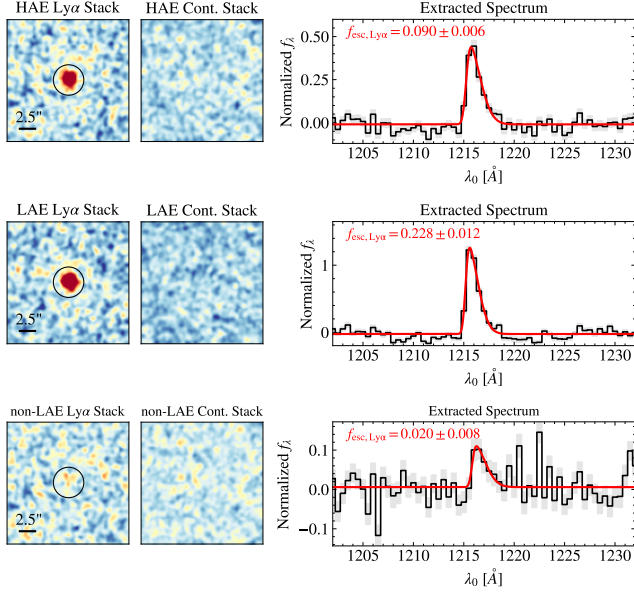 HAE Lyα Stack
HAE Cont. Stack
Extracted Spectrum
2.5"
f_esc, Lyα = 0.090 ± 0.006
Normalized f_λ
0.50
0.25
0.00
1205 1210 1215 1220 1225 1230
λ_0 [Å]
LAE Lyα Stack
LAE Cont. Stack
Extracted Spectrum
2.5"
f_esc, Lyα = 0.228 ± 0.012
Normalized f_λ
1
0
1205 1210 1215 1220 1225 1230
λ_0 [Å]
non-LAE Lyα Stack
non-LAE Cont. Stack
Extracted Spectrum
2.5"
f_esc, Lyα = 0.020 ± 0.008
Normalized f_λ
0.1
0.0
−0.1
1205 1210 1215 1220 1225 1230
λ_0 [Å]